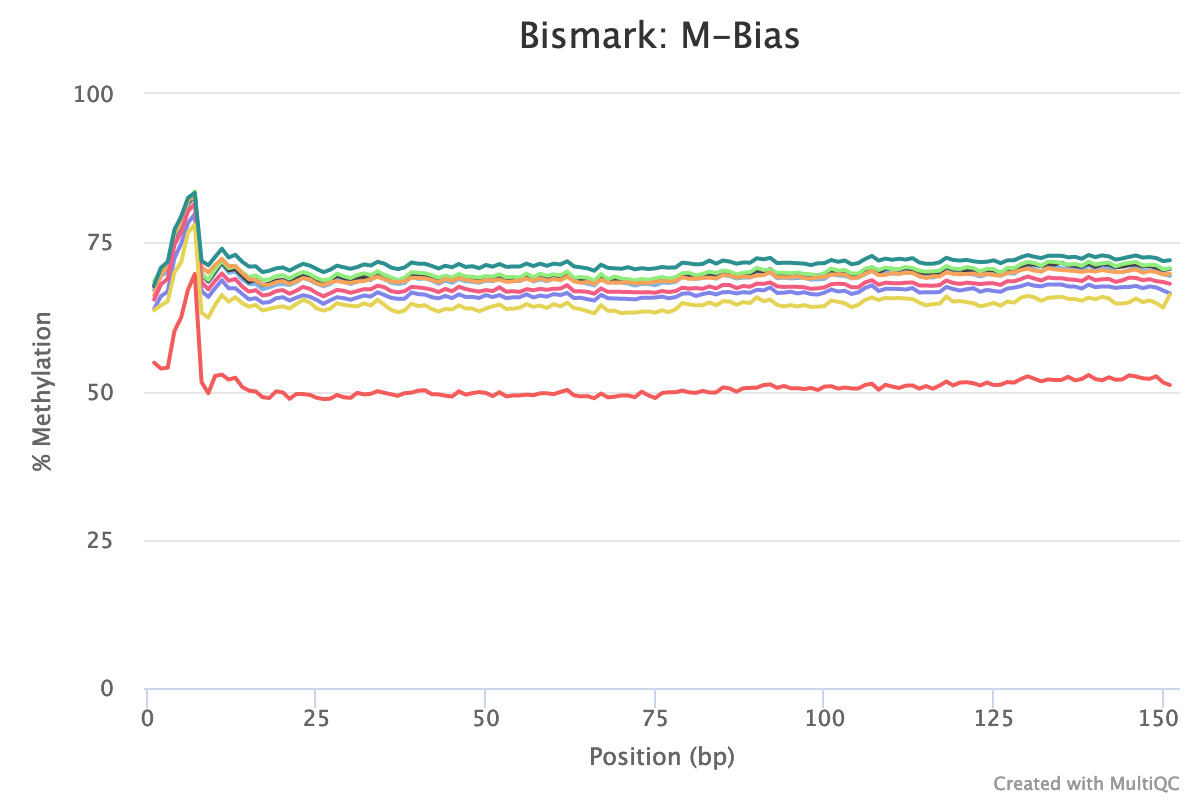 Bismark: M-Bias
100
75
50
25
0
% Methylation
0 25 50 75 100 125 150
Position (bp)
Created with MultiQC